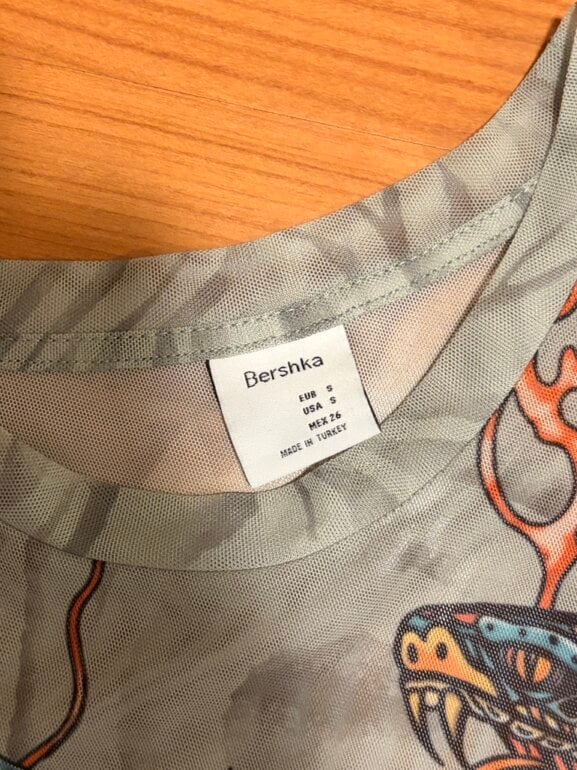 Bershka
EUR S
USA S
MEX 26
MADE IN TURKEY